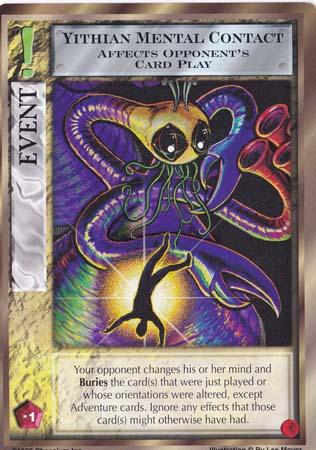 YITHIAN MENTAL CONTACT
AFFECTS OPPONENT'S
CARD PLAY
EVENT!
Your opponent changes his or her mind and
Buries the card(s) that were just played or
whose orientations were altered, except
Adventure cards. Ignore any effects that those
card(s) might otherwise have had.
-1
Illustration © By Lee Moyer